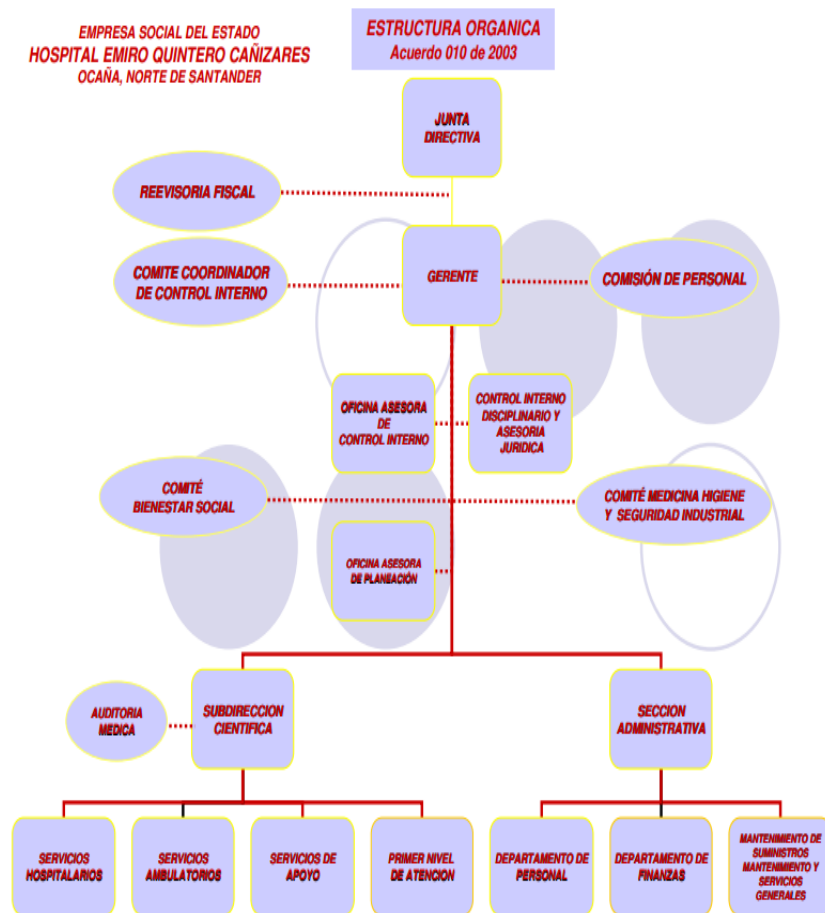 EMPRESA SOCIAL DEL ESTADO
HOSPITAL EMIRO QUINTERO CAÑIZARES
OCAÑA, NORTE DE SANTANDER
ESTRUCTURA ORGANICA
Acuerdo 010 de 2003
JUNTA
DIRECTIVA
REEVISORIA FISCAL
COMITE COORDINADOR
DE CONTROL INTERNO
GERENTE
COMISIÓN DE PERSONAL
OFICINA ASESORA
DE
CONTROL INTERNO
CONTROL INTERNO
DISCIPLINARIO Y
ASESORIA
JURIDICA
COMITÉ
BIENESTAR SOCIAL
COMITÉ MEDICINA HIGIENE
Y SEGURIDAD INDUSTRIAL
OFICINA ASESORA
DE PLANEACIÓN
AUDITORIA
MEDICA
SUBDIRECCION
CIENTIFICA
SECCION
ADMINISTRATIVA
SERVICIOS
HOSPITALARIOS
SERVICIOS
AMBULATORIOS
SERVICIOS DE
APOYO
PRIMER NIVEL
DE ATENCION
DEPARTAMENTO DE
PERSONAL
DEPARTAMENTO DE
FINANZAS
MANTENIMIENTO DE
SUMINISTROS
MANTENIMIENTO Y
SERVICIOS
GENERALES